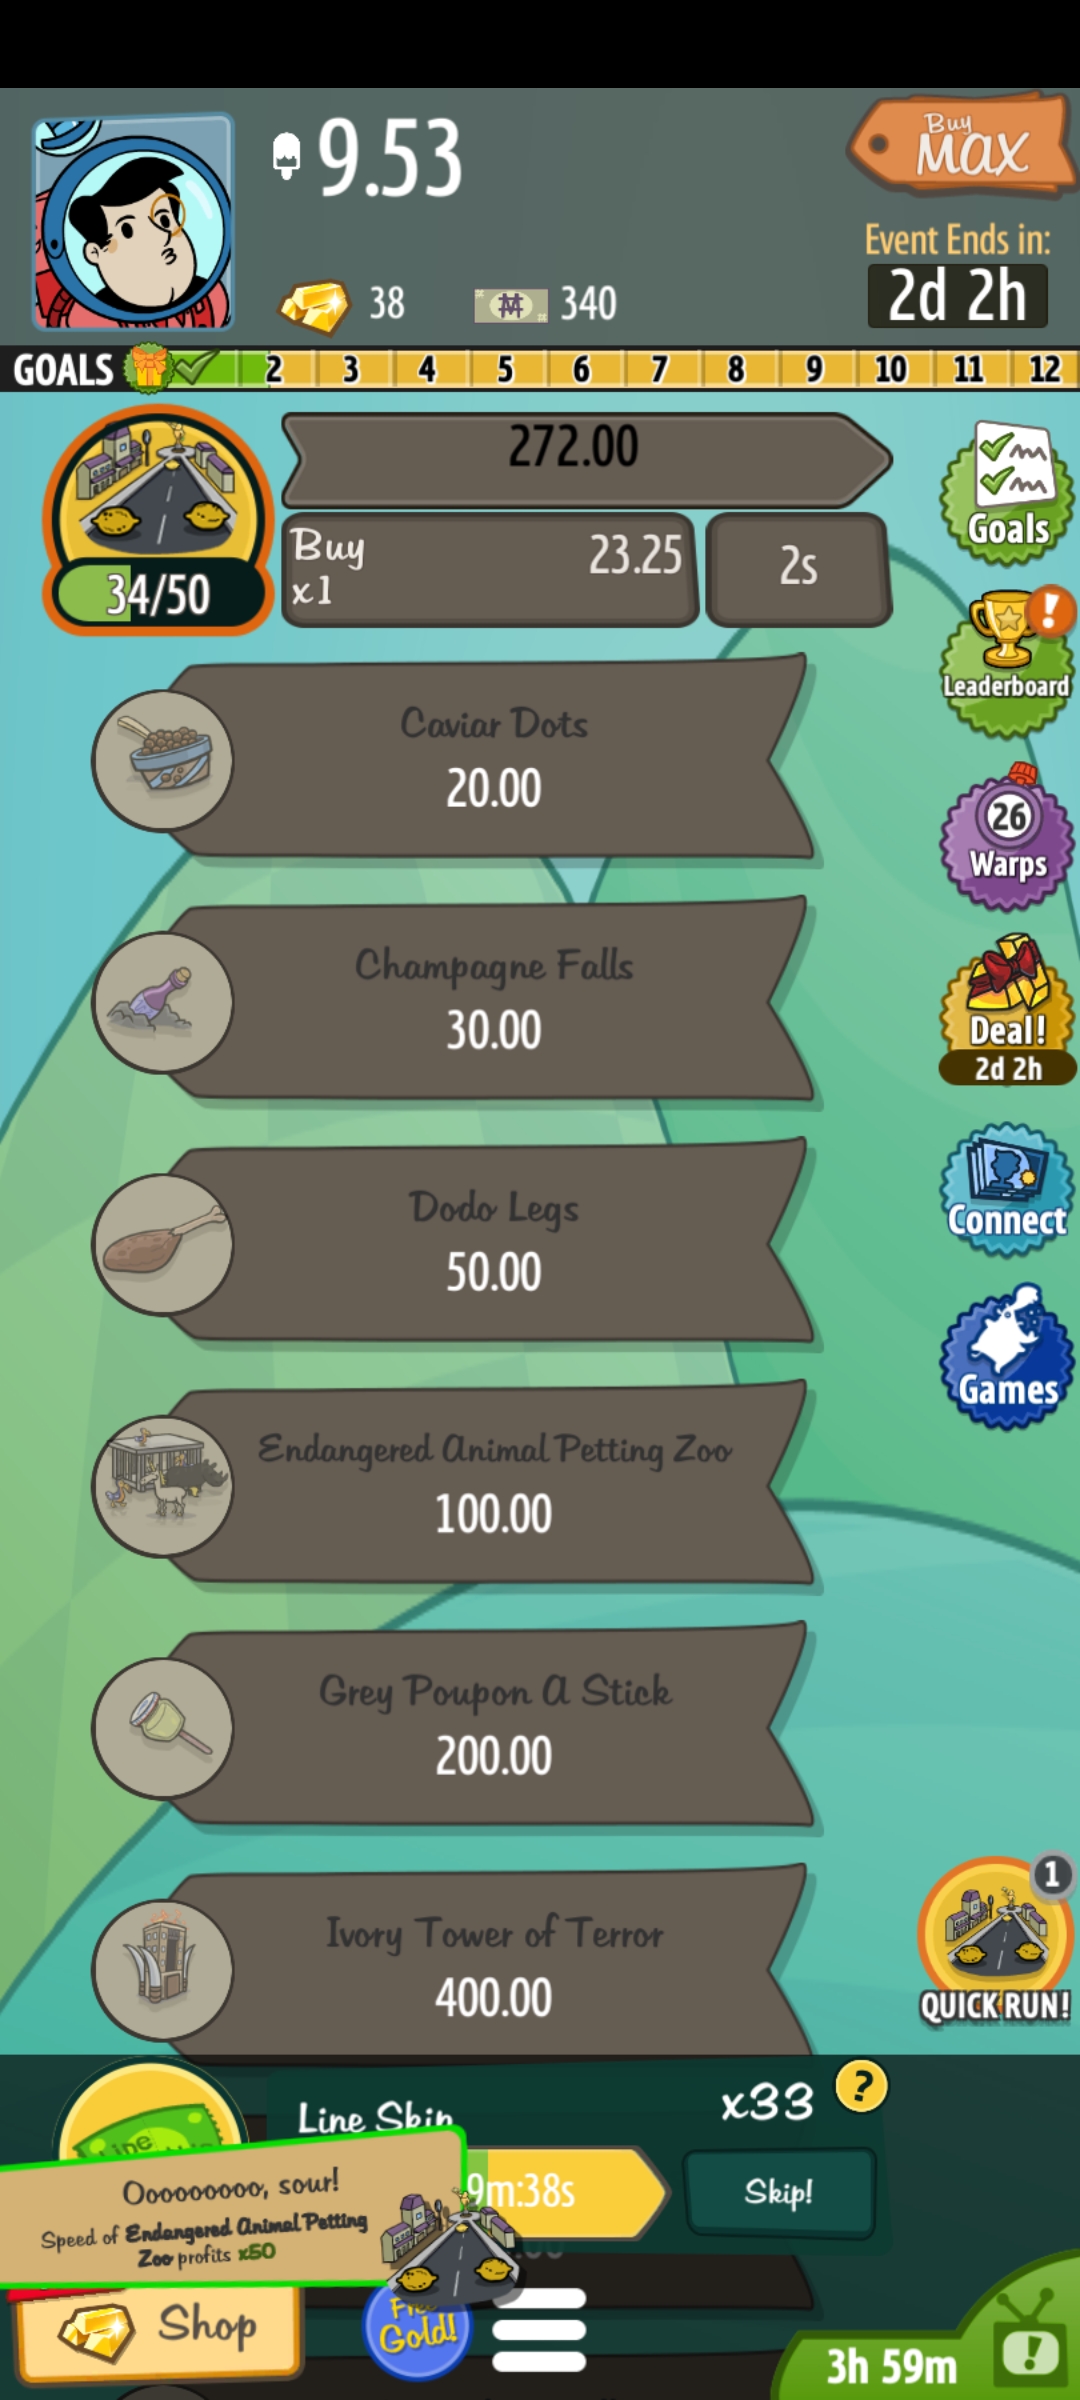 9.53
Buy
MAX
Event Ends in:
2d 2h
38
340
GOALS 2 3 4 5 6 7 8 9 10 11 12
272.00
Buy
x1
23.25
2s
34/50
Goals
Leaderboard
!
Caviar Dots
20.00
26
Warps
Champagne Falls
30.00
Deal!
2d 2h
Dodo Legs
50.00
Connect
Games
Endangered Animal Petting Zoo
100.00
Grey Poupon A Stick
200.00
Ivory Tower of Terror
400.00
1
QUICK RUN!
Line Skip
x33
?
9m:38s
Skip!
Oooooooooo, sour!
Speed of Endangered Animal Petting
Zoo profits x50
Shop
Free
Gold!
3h 59m
!